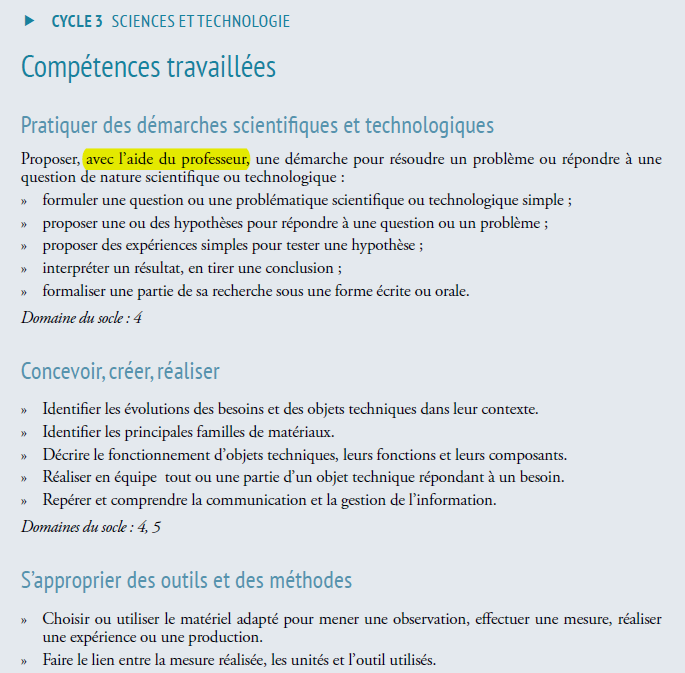 ► CYCLE 3 SCIENCES ET TECHNOLOGIE
Compétences travaillées
Pratiquer des démarches scientifiques et technologiques
Proposer, avec l'aide du professeur, une démarche pour résoudre un problème ou répondre à une
question de nature scientifique ou technologique :
» formuler une question ou une problématique scientifique ou technologique simple ;
» proposer une ou des hypothèses pour répondre à une question ou un problème ;
» proposer des expériences simples pour tester une hypothèse ;
» interpréter un résultat, en tirer une conclusion ;
» formaliser une partie de sa recherche sous une forme écrite ou orale.
Domaine du socle : 4
Concevoir, créer, réaliser
» Identifier les évolutions des besoins et des objets techniques dans leur contexte.
» Identifier les principales familles de matériaux.
» Décrire le fonctionnement d'objets techniques, leurs fonctions et leurs composants.
» Réaliser en équipe tout ou une partie d'un objet technique répondant à un besoin.
» Repérer et comprendre la communication et la gestion de l'information.
Domaines du socle : 4, 5
S'approprier des outils et des méthodes
» Choisir ou utiliser le matériel adapté pour mener une observation, effectuer une mesure, réaliser
une expérience ou une production.
» Faire le lien entre la mesure réalisée, les unités et l'outil utilisés.